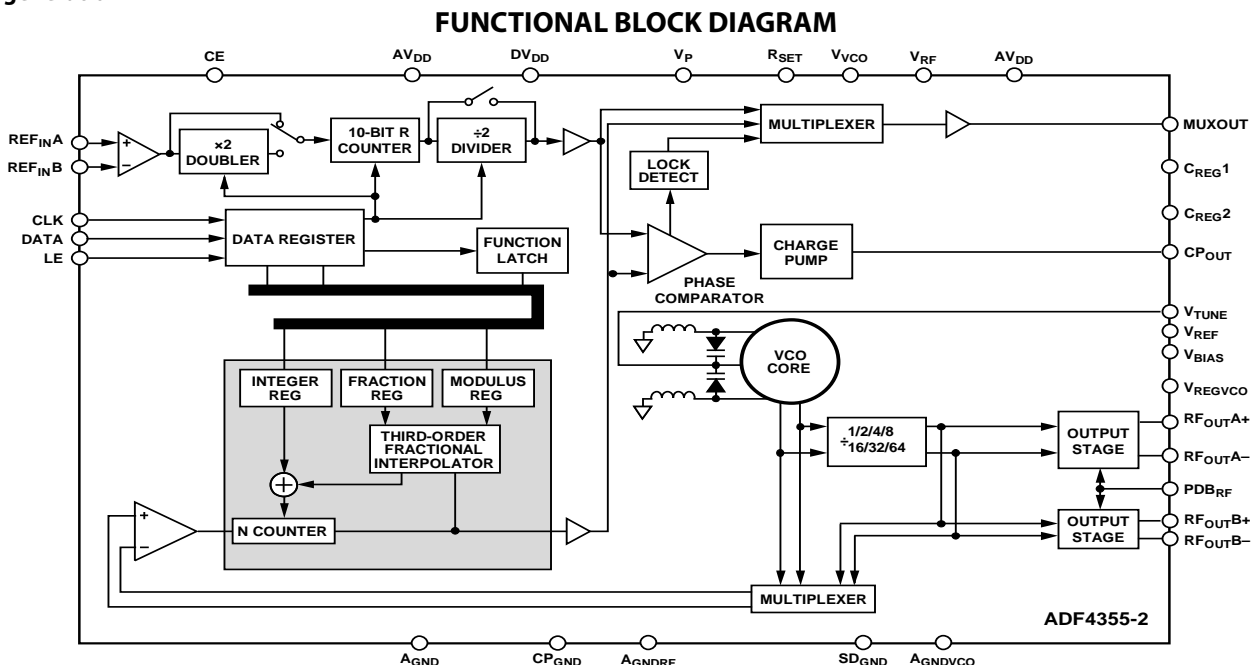 FUNCTIONAL BLOCK DIAGRAM
CE
AVDD
DVDD
VP
RSET
VVCO
VRF
AVDD
REFINA
REFINB
×2
DOUBLER
10-BIT R
COUNTER
÷2
DIVIDER
MULTIPLEXER
MUXOUT
LOCK
DETECT
CREG1
CREG2
CLK
DATA
LE
DATA REGISTER
FUNCTION
LATCH
PHASE
COMPARATOR
CHARGE
PUMP
CPOUT
VTUNE
VREF
VBIAS
VREGVCO
VCO
CORE
INTEGER
REG
FRACTION
REG
MODULUS
REG
THIRD-ORDER
FRACTIONAL
INTERPOLATOR
N COUNTER
1/2/4/8
÷16/32/64
OUTPUT
STAGE
RFOUTA+
RFOUTA–
PDBRF
OUTPUT
STAGE
RFOUTB+
RFOUTB–
MULTIPLEXER
ADF4355-2
AGND
CPGND
AGNDRF
SDGND
AGNDVCO